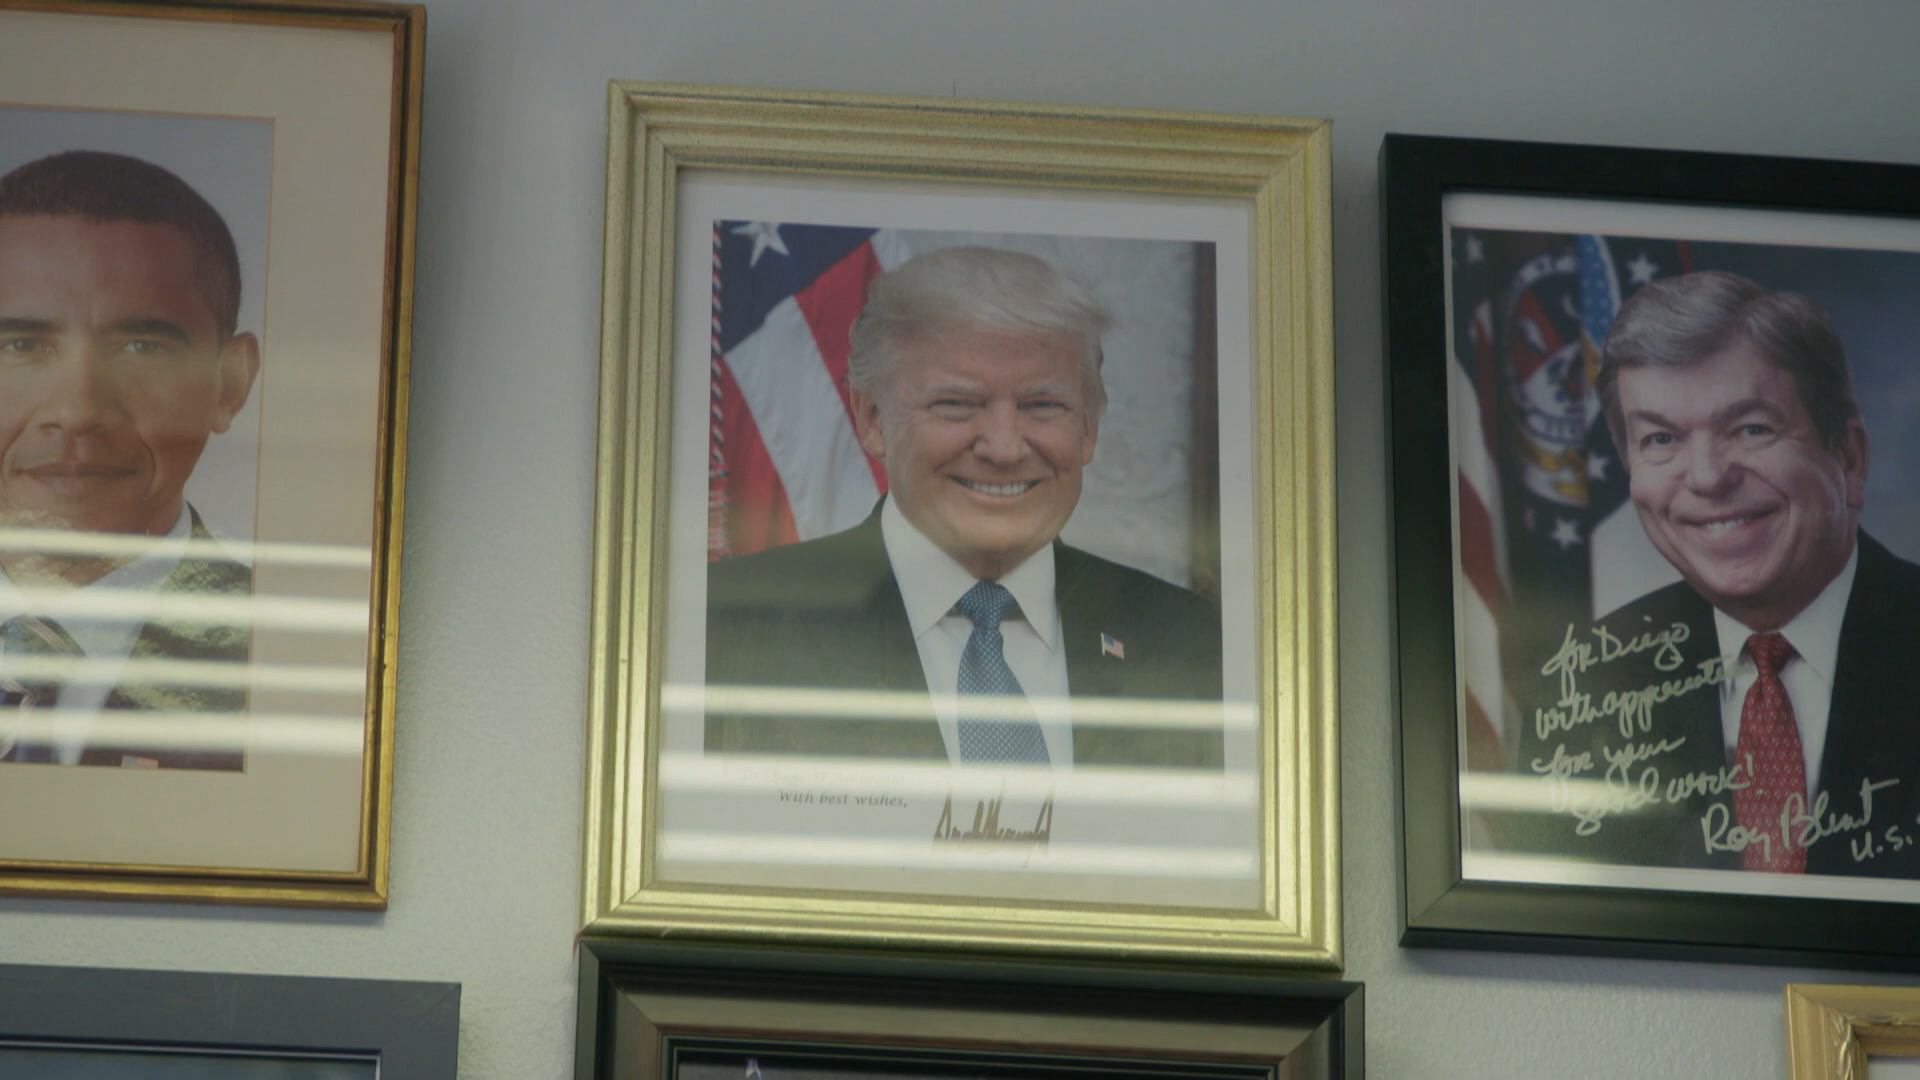 With best wishes,
for Diego
with appreciation
for your
good work!
Roy Blunt
U.S.